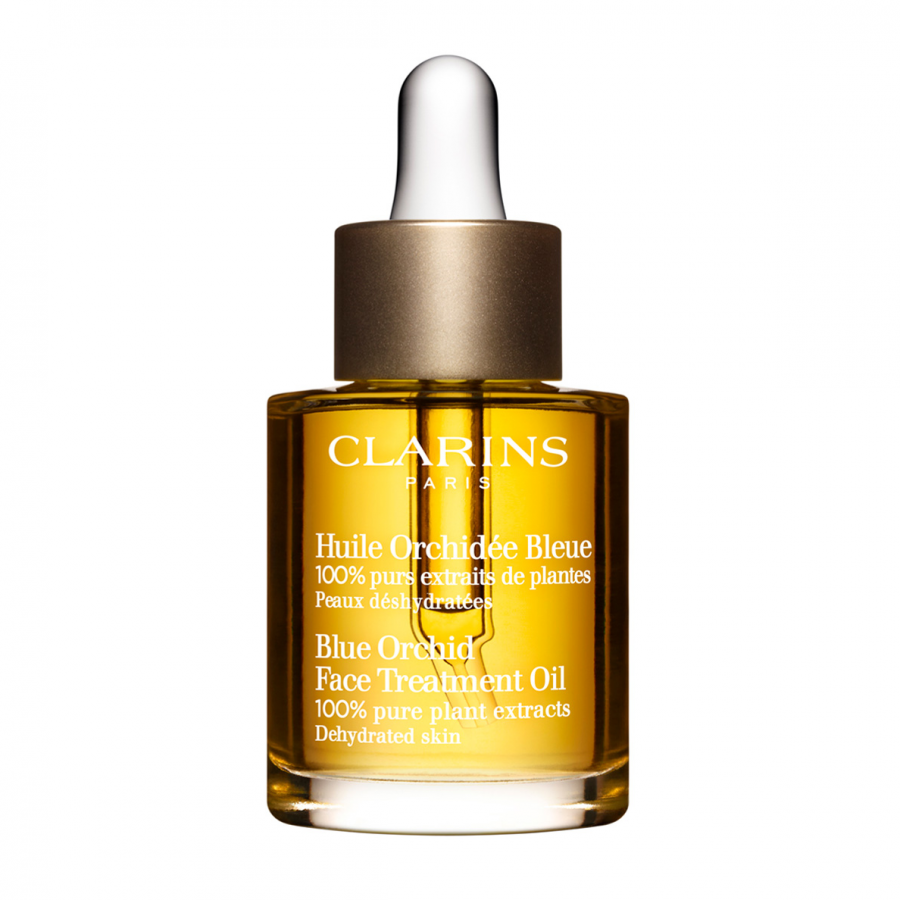 CLARINS
PARIS
Huile Orchidée Bleue
100% purs extraits de plantes
Peaux déshydratées
Blue Orchid
Face Treatment Oil
100% pure plant extracts
Dehydrated skin